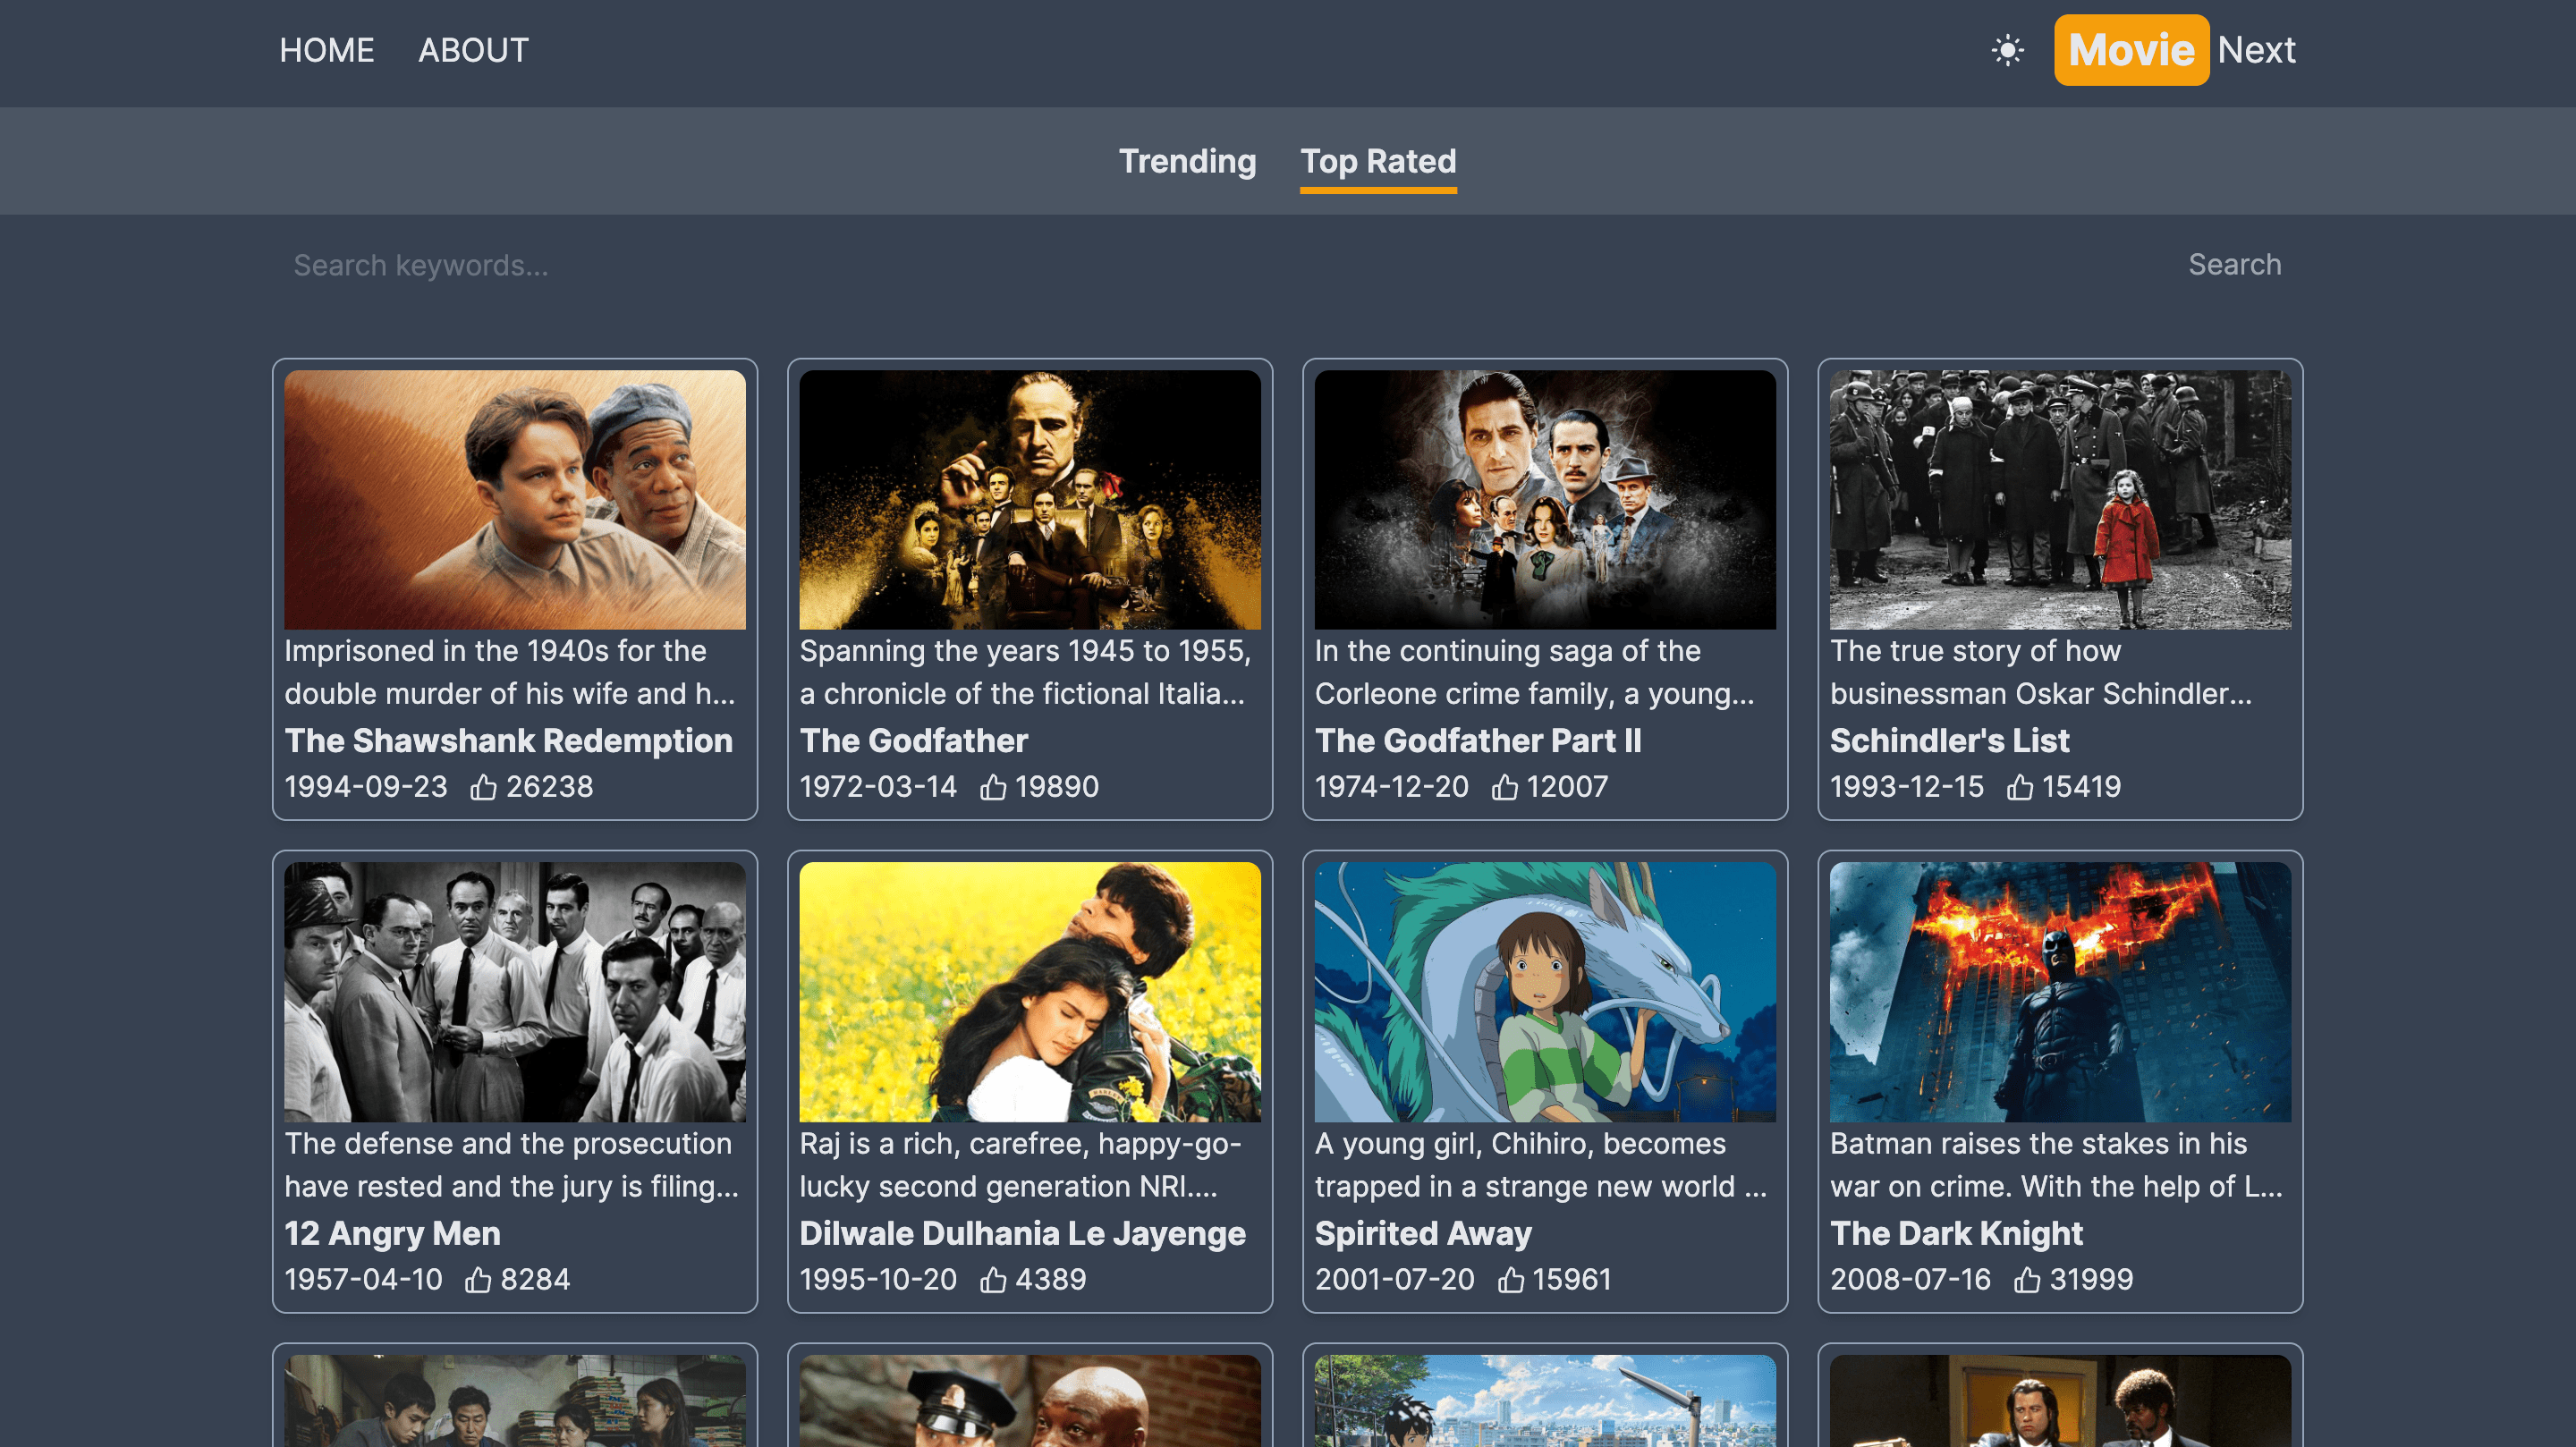 HOME ABOUT Movie Next
Trending Top Rated
Search keywords... Search
Imprisoned in the 1940s for the
double murder of his wife and h...
The Shawshank Redemption
1994-09-23 26238
Spanning the years 1945 to 1955,
a chronicle of the fictional Italia...
The Godfather
1972-03-14 19890
In the continuing saga of the
Corleone crime family, a young...
The Godfather Part II
1974-12-20 12007
The true story of how
businessman Oskar Schindler...
Schindler's List
1993-12-15 15419
The defense and the prosecution
have rested and the jury is filing...
12 Angry Men
1957-04-10 8284
Raj is a rich, carefree, happy-go-
lucky second generation NRI....
Dilwale Dulhania Le Jayenge
1995-10-20 4389
A young girl, Chihiro, becomes
trapped in a strange new world ...
Spirited Away
2001-07-20 15961
Batman raises the stakes in his
war on crime. With the help of L...
The Dark Knight
2008-07-16 31999